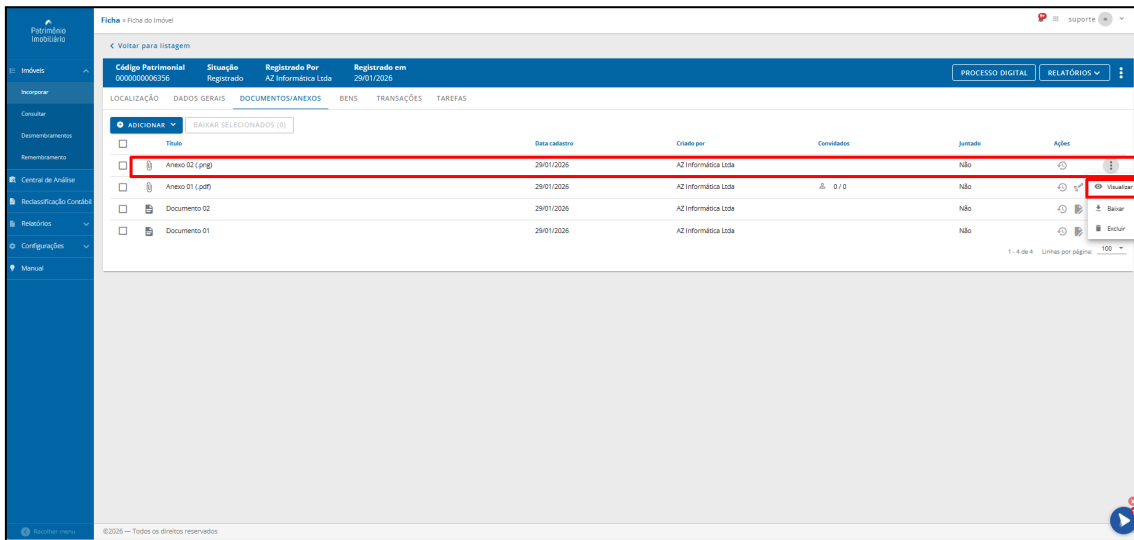 Patrimônio
Imobiliário
Ficha » Ficha do Imóvel
9+
suporte
Voltar para listagem
Imóveis
Incorporar
Consultar
Desmembramentos
Remembramento
Central de Análise
Reclassificação Contábil
Relatórios
Configurações
Manual
Código Patrimonial Situação Registrado Por Registrado em
0000000006356 Registrado AZ Informática Ltda 29/01/2026
PROCESSO DIGITAL RELATÓRIOS
LOCALIZAÇÃO DADOS GERAIS DOCUMENTOS/ANEXOS BENS TRANSAÇÕES TAREFAS
ADICIONAR BAIXAR SELECIONADOS (0)
Título Data cadastro Criado por Convidados Juntado Ações
Anexo 02 (.png) 29/01/2026 AZ Informática Ltda Não
Anexo 01 (.pdf) 29/01/2026 AZ Informática Ltda 0 / 0 Não
Documento 02 29/01/2026 AZ Informática Ltda Não
Documento 01 29/01/2026 AZ Informática Ltda Não
Visualizar
Baixar
Excluir
1 - 4 de 4 Linhas por página: 100
Recolher menu
©2026 — Todos os direitos reservados